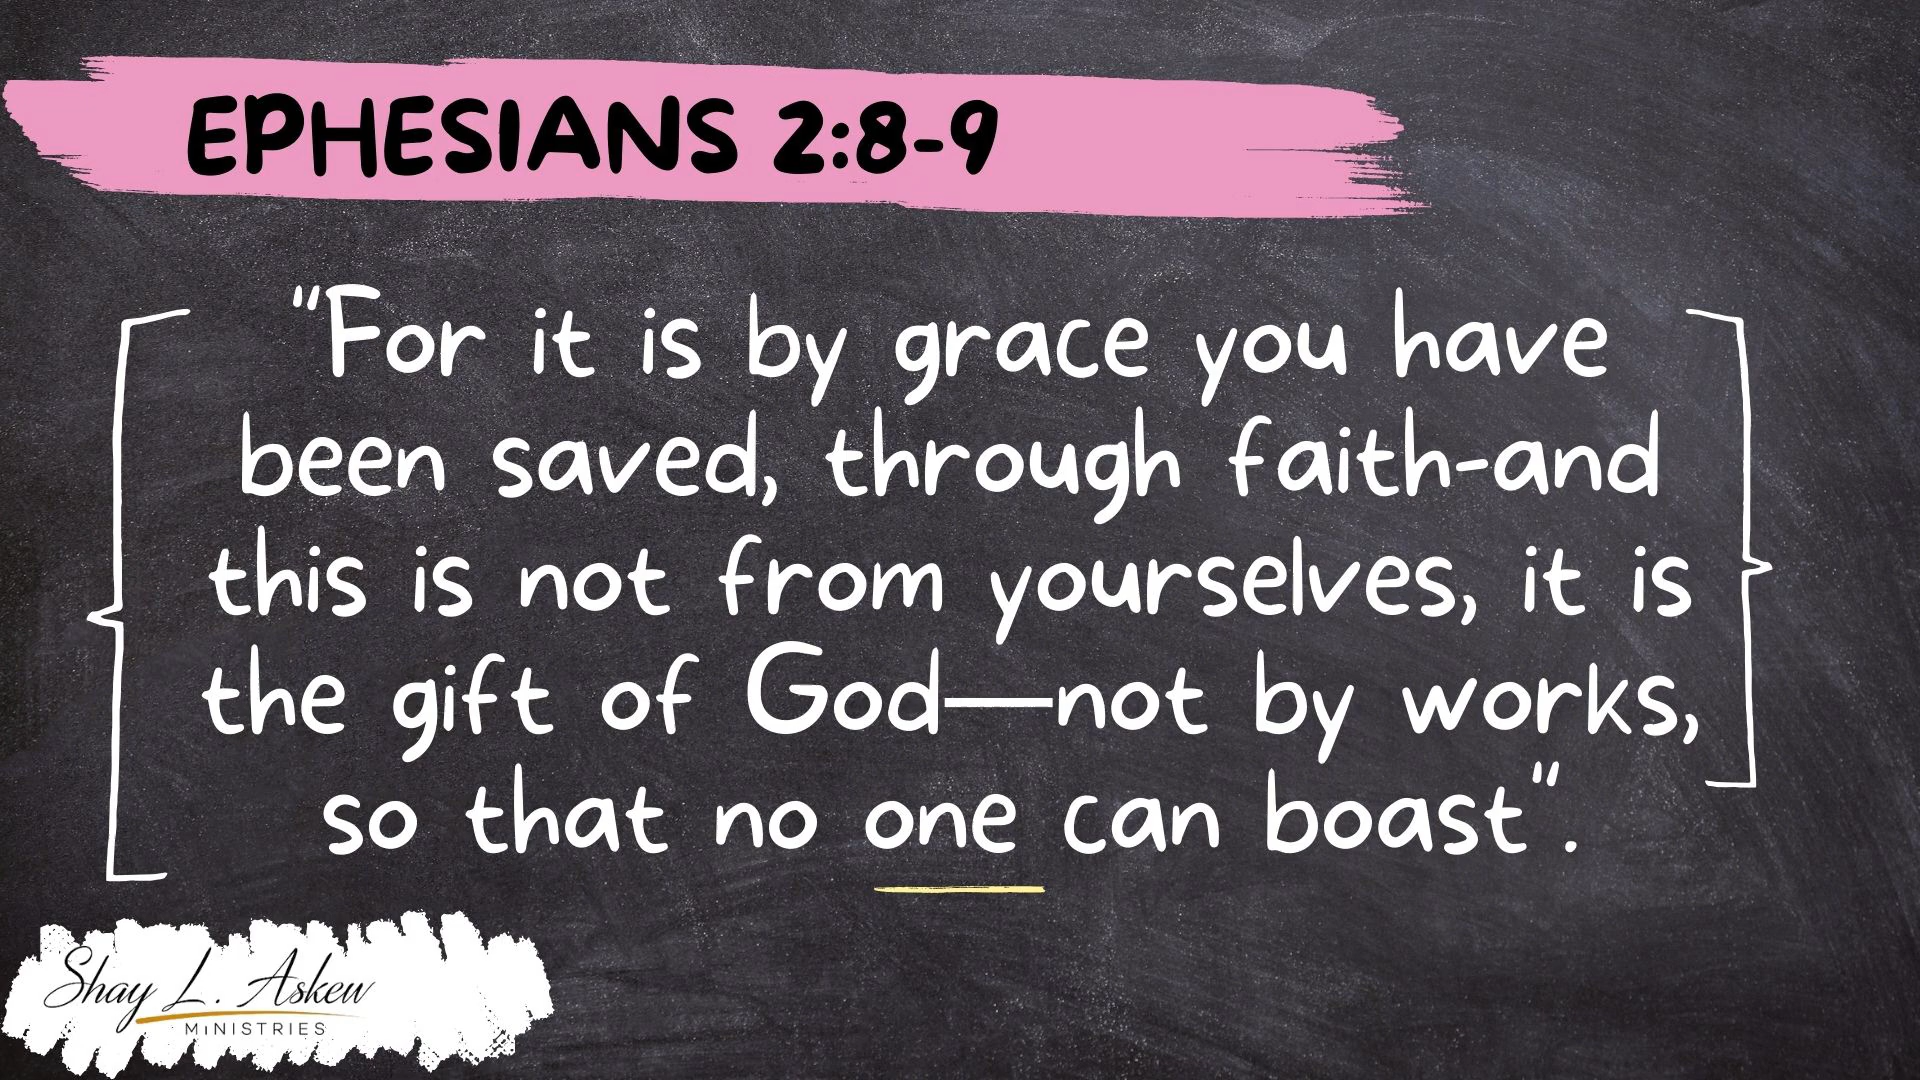 EPHESIANS 2:8-9
"For it is by grace you have
been saved, through faith-and
this is not from yourselves, it is
the gift of God—not by works,
so that no one can boast".
Shay L. Askew
MINISTRIES